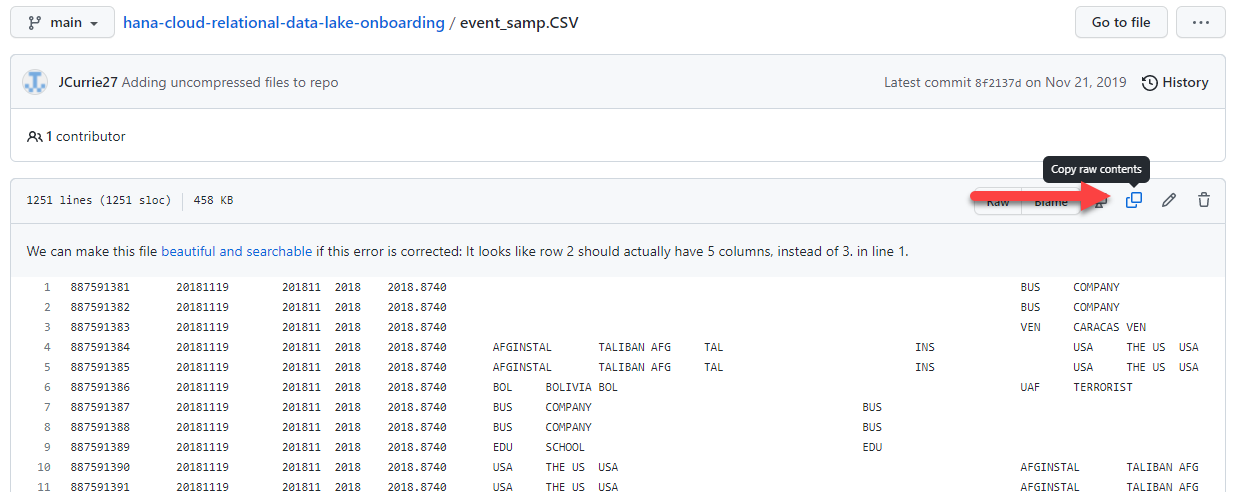 main hana-cloud-relational-data-lake-onboarding / event_samp.CSV Go to file ...
JCurrie27 Adding uncompressed files to repo Latest commit 8f2137d on Nov 21, 2019 History
1 contributor
Copy raw contents
1251 lines (1251 sloc) 458 KB Raw Blame
We can make this file beautiful and searchable if this error is corrected: It looks like row 2 should actually have 5 columns, instead of 3. in line 1.
1 887591381 20181119 201811 2018 2018.8740 BUS COMPANY
2 887591382 20181119 201811 2018 2018.8740 BUS COMPANY
3 887591383 20181119 201811 2018 2018.8740 VEN CARACAS VEN
4 887591384 20181119 201811 2018 2018.8740 AFGINSTAL TALIBAN AFG TAL INS USA THE US USA
5 887591385 20181119 201811 2018 2018.8740 AFGINSTAL TALIBAN AFG TAL INS USA THE US USA
6 887591386 20181119 201811 2018 2018.8740 BOL BOLIVIA BOL UAF TERRORIST
7 887591387 20181119 201811 2018 2018.8740 BUS COMPANY BUS
8 887591388 20181119 201811 2018 2018.8740 BUS COMPANY BUS
9 887591389 20181119 201811 2018 2018.8740 EDU SCHOOL EDU
10 887591390 20181119 201811 2018 2018.8740 USA THE US USA AFGINSTAL TALIBAN AFG
11 887591391 20181119 201811 2018 2018.8740 USA THE US USA AFGINSTAL TALIBAN AFG